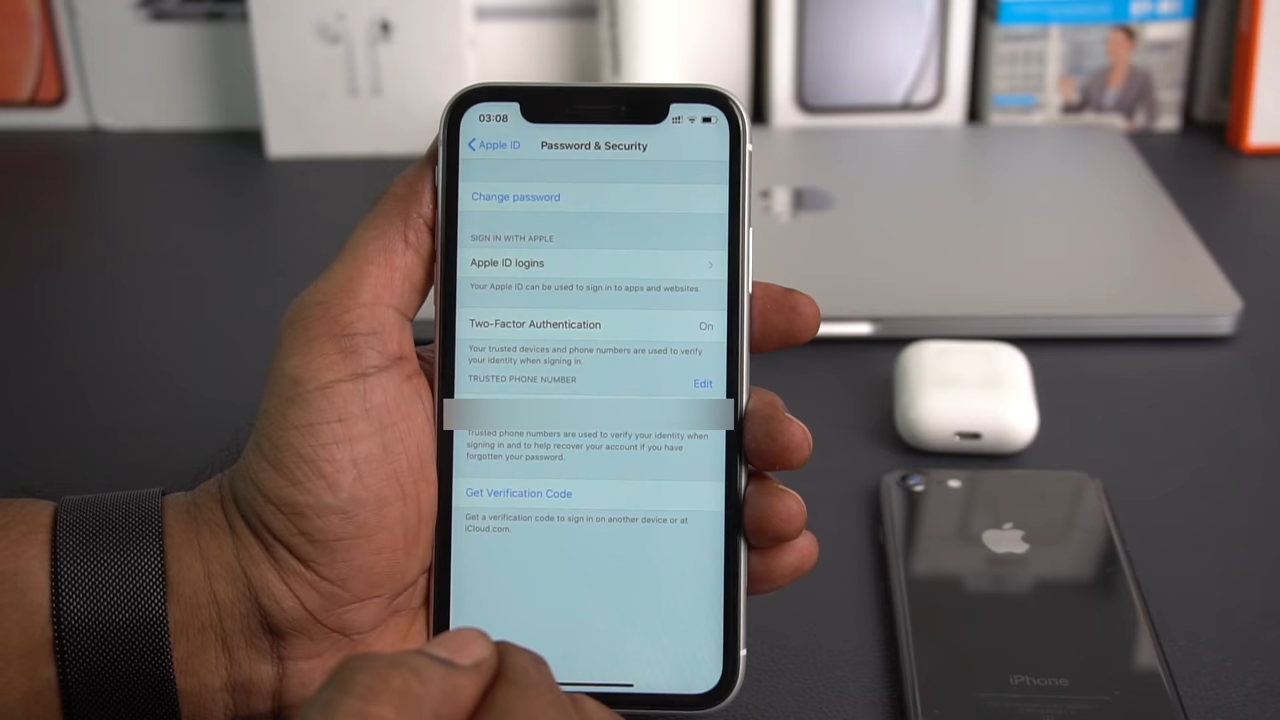 03:08
Apple ID Password & Security
Change password
SIGN IN WITH APPLE
Apple ID logins
Your Apple ID can be used to sign in to apps and websites.
Two-Factor Authentication On
Your trusted devices and phone numbers are used to verify
your identity when signing in.
TRUSTED PHONE NUMBER Edit
Trusted phone numbers are used to verify your identity when
signing in and to help recover your account if you have
forgotten your password.
Get Verification Code
Get a verification code to sign in on another device or at
iCloud.com.
iPhone